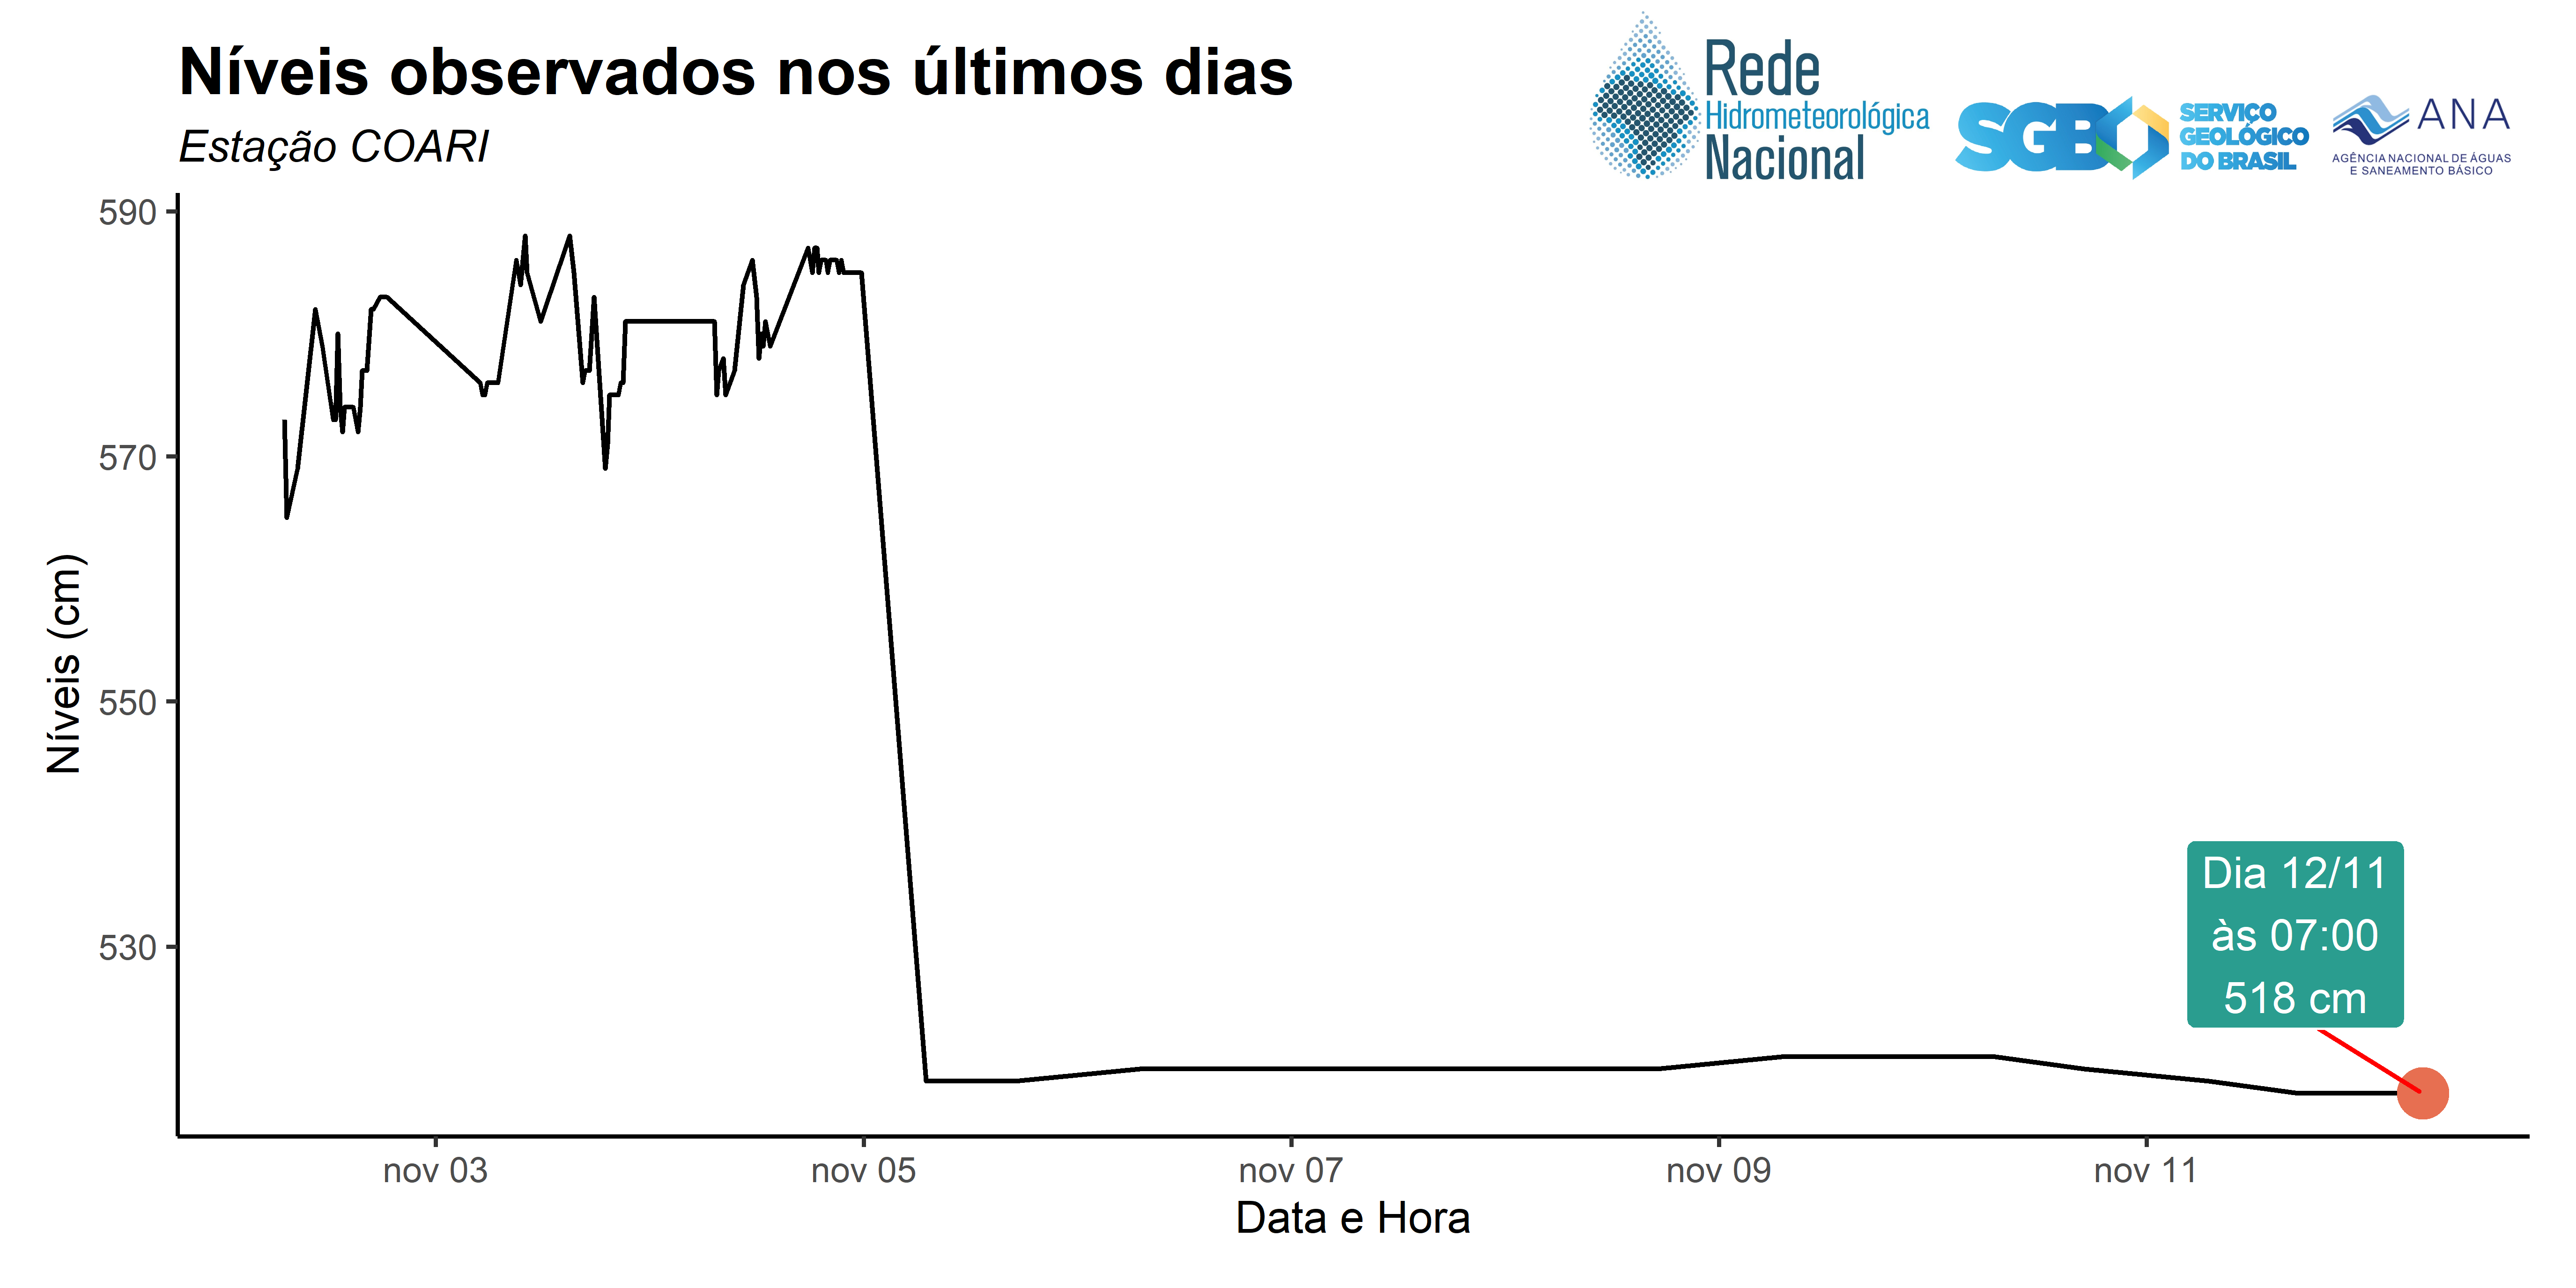 Níveis observados nos últimos dias
Estação COARI
Rede
Hidrometeorológica
Nacional
SGB
SERVIÇO
GEOLÓGICO
DO BRASIL
ANA
AGÊNCIA NACIONAL DE ÁGUAS
E SANEAMENTO BÁSICO
590
570
550
530
Níveis (cm)
Dia 12/11
às 07:00
518 cm
nov 03
nov 05
nov 07
nov 09
nov 11
Data e Hora